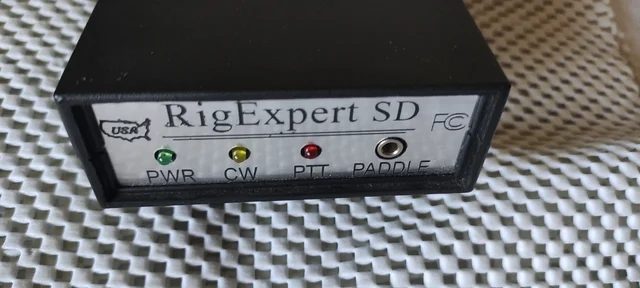 RigExpert SD
USA
FC
PWR CW PTT PADDLE